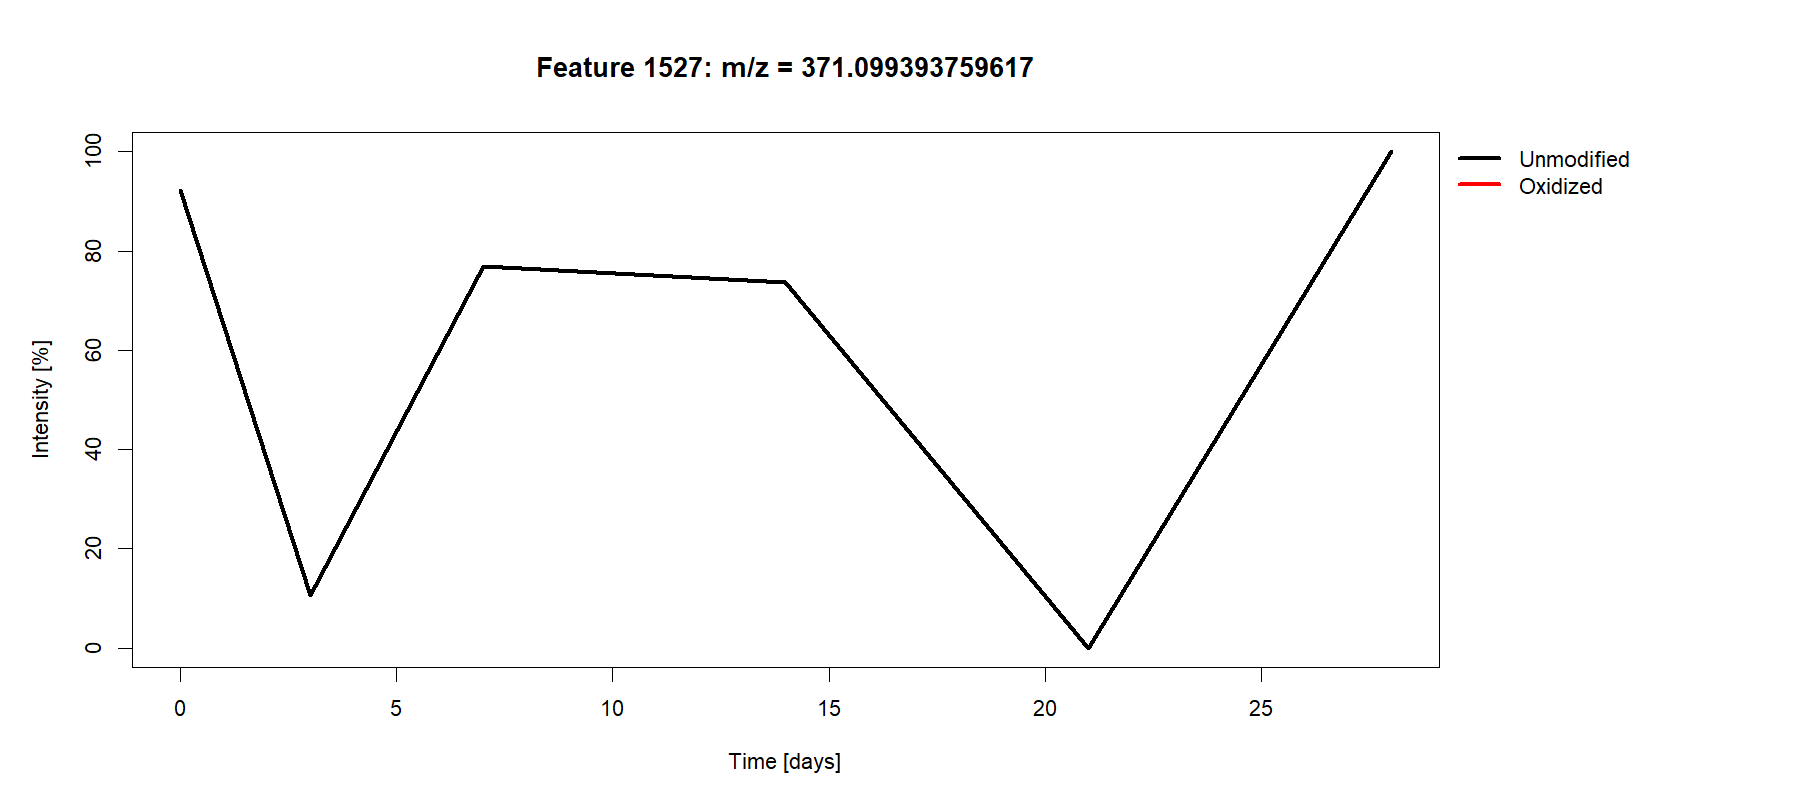 Feature 1527: m/z = 371.099393759617
Unmodified
Oxidized
Intensity [%]
100
80
60
40
20
0
0 5 10 15 20 25
Time [days]